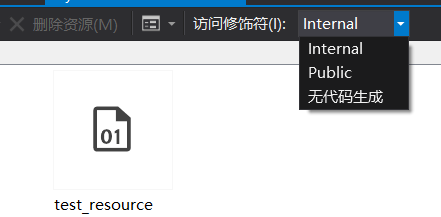 删除资源(M) 访问修饰符(I): Internal
Internal
Public
无代码生成
01
test_resource